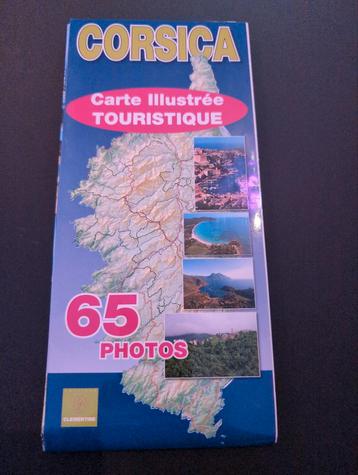 CORSICA
Carte Illustrée
TOURISTIQUE
65
PHOTOS
CLEMENTINE